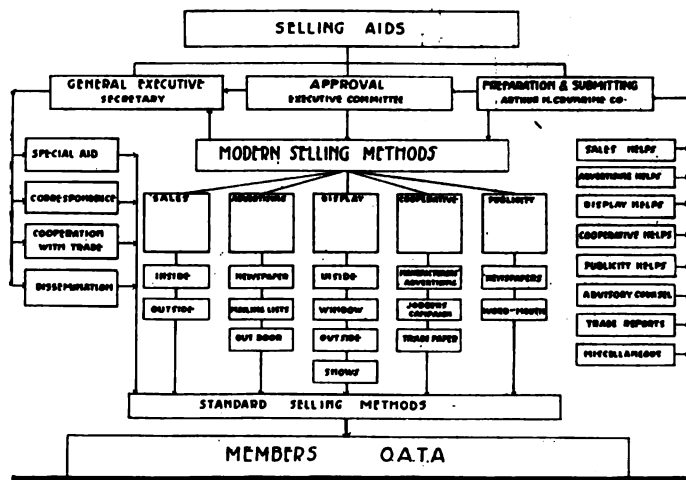 SELLING AIDS
GENERAL EXECUTIVE
SECRETARY
APPROVAL
EXECUTIVE COMMITTEE
PREPARATION & SUBMITTING
ARTHUR M. CRUMRINE CO.
MODERN SELLING METHODS
SPECIAL AID
CORRESPONDENCE
COOPERATION
WITH TRADE
DISSEMINATION
SALES
INSIDE
OUTSIDE
ADVERTISING
NEWSPAPER
MAILING LISTS
OUT DOOR
DISPLAY
INSIDE
WINDOW
OUTSIDE
SHOWS
COOPERATIVE
MANUFACTURERS'
ADVERTISING
JOBBERS
CAMPAIGN
TRADE PAPER
PUBLICITY
NEWSPAPERS
WORD-MOUTH
SALES HELPS
ADVERTISING HELPS
DISPLAY HELPS
COOPERATIVE HELPS
PUBLICITY HELPS
ADVISORY COUNSEL
TRADE REPORTS
MISCELLANEOUS
STANDARD SELLING METHODS
MEMBERS O.A.T.A